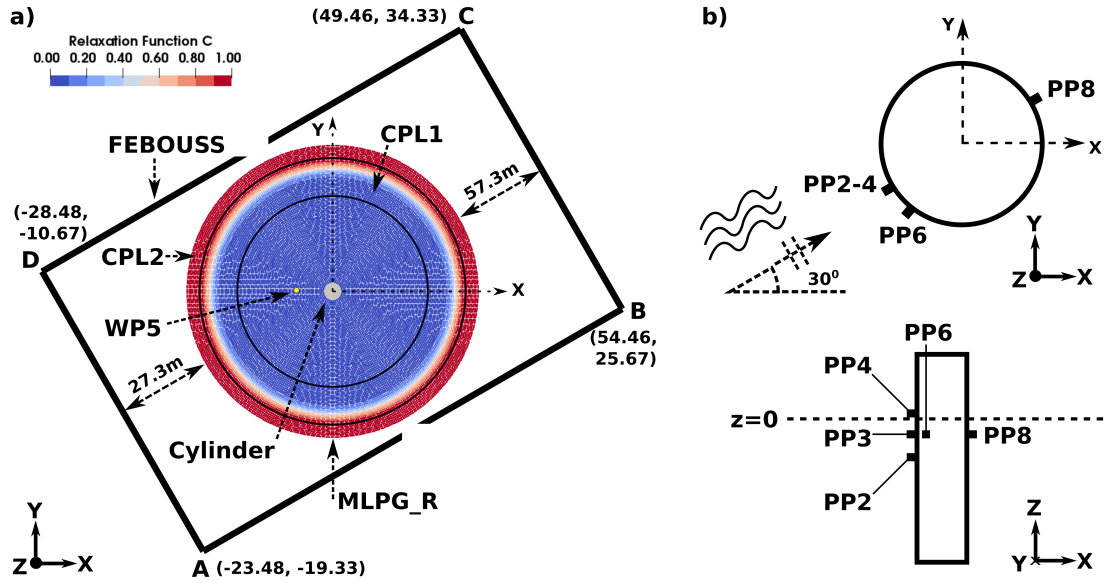 a)
(49.46, 34.33)
C
Relaxation Function C
0.00 0.20 0.40 0.60 0.80 1.00
Y
CPL1
FEBOUSS
57.3m
(-28.48,
-10.67)
D
CPL2
X
WP5
B
(54.46,
25.67)
27.3m
Cylinder
MLPG_R
Y
Z
X
A
(-23.48, -19.33)
b)
Y
PP8
X
PP2-4
PP6
30⁰
Y
Z
X
PP6
PP4
z=0
PP3
PP8
PP2
Z
Y
X